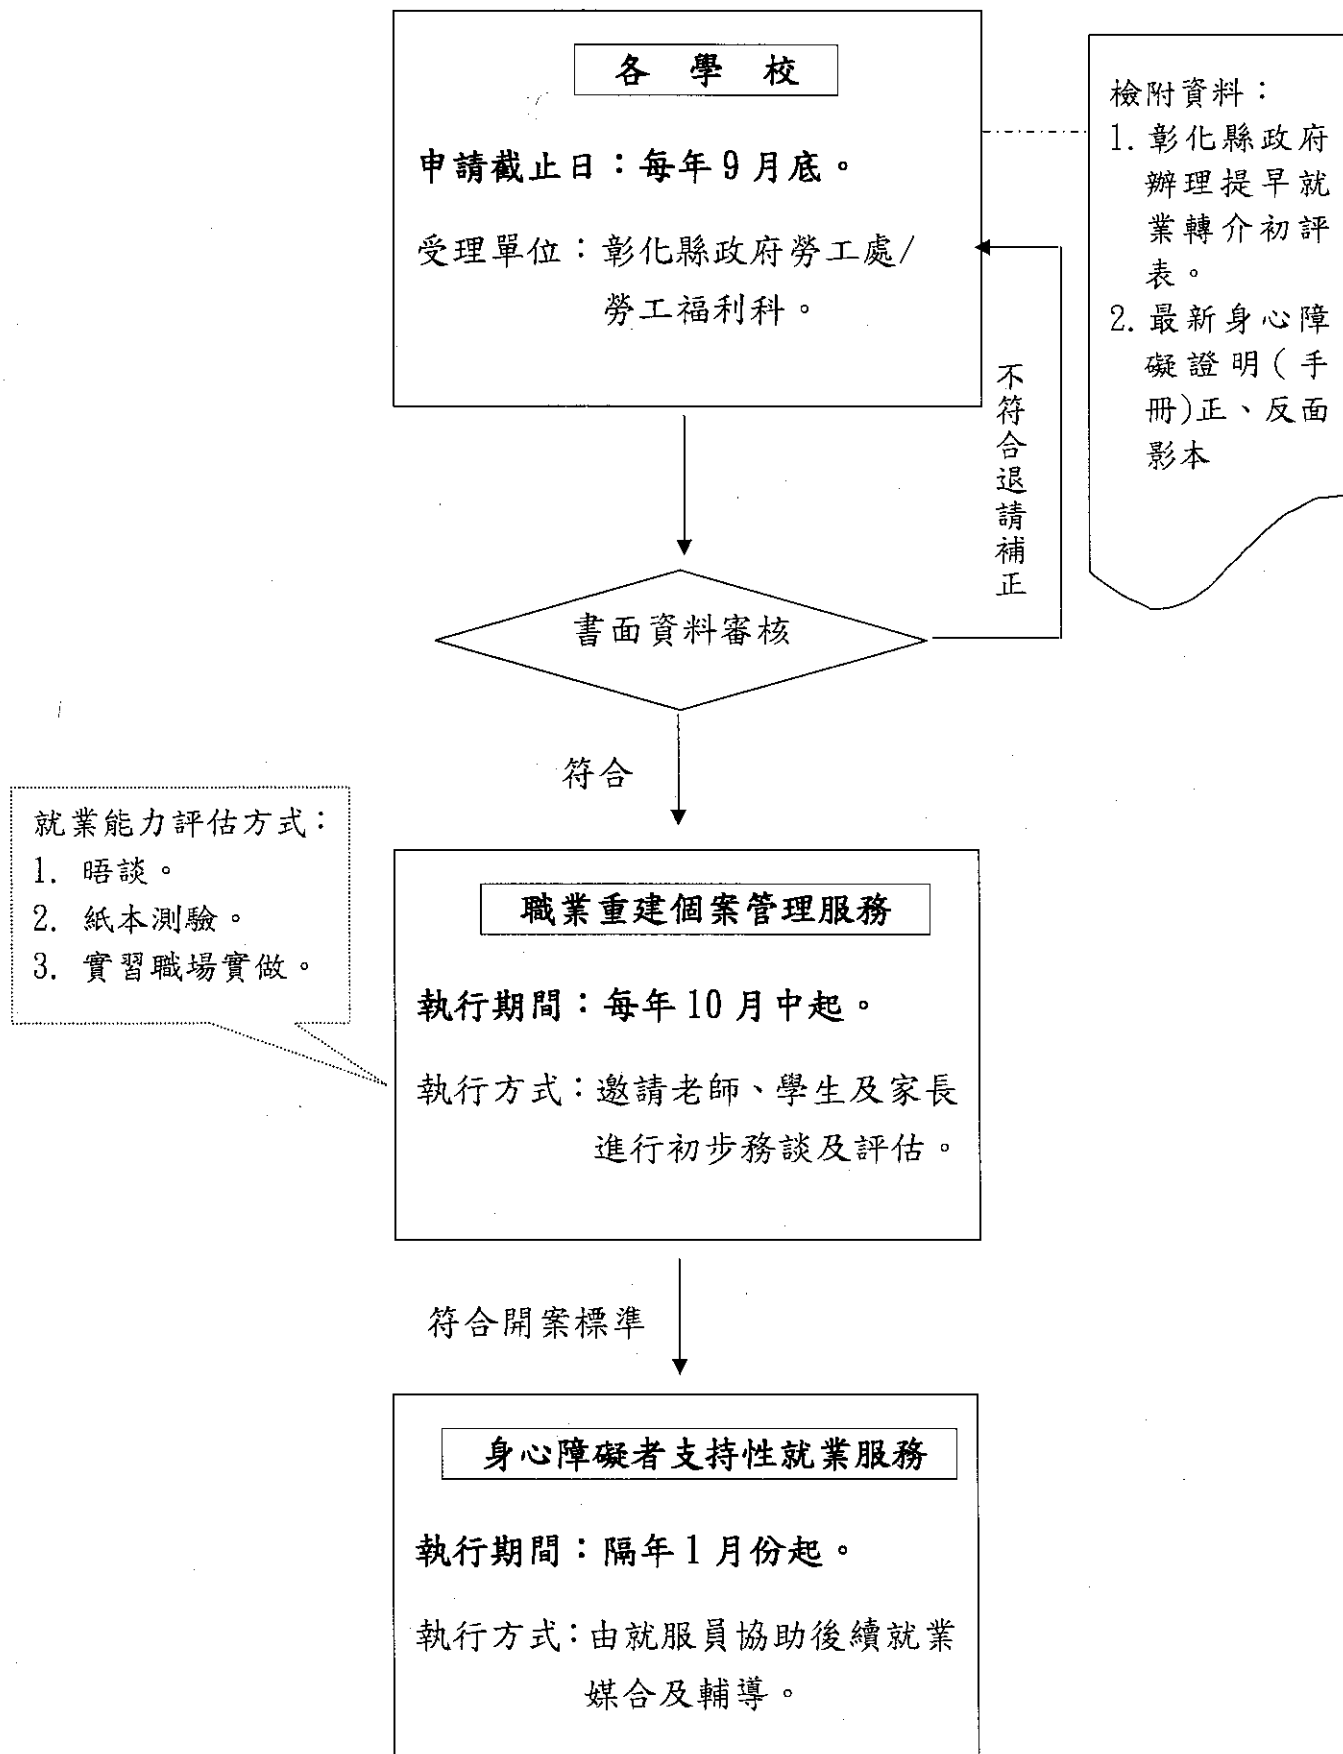 各學校
申請截止日：每年9月底。
受理單位：彰化縣政府勞工處/
勞工福利科。
檢附資料：
1. 彰化縣政府
辦理提早就
業轉介初評
表。
2. 最新身心障
礙證明(手
冊)正、反面
影本
不符合退請補正
書面資料審核
符合
就業能力評估方式：
1. 晤談。
2. 紙本測驗。
3. 實習職場實做。
職業重建個案管理服務
執行期間：每年10月中起。
執行方式：邀請老師、學生及家長
進行初步務談及評估。
符合開案標準
身心障礙者支持性就業服務
執行期間：隔年1月份起。
執行方式：由就服員協助後續就業
媒合及輔導。